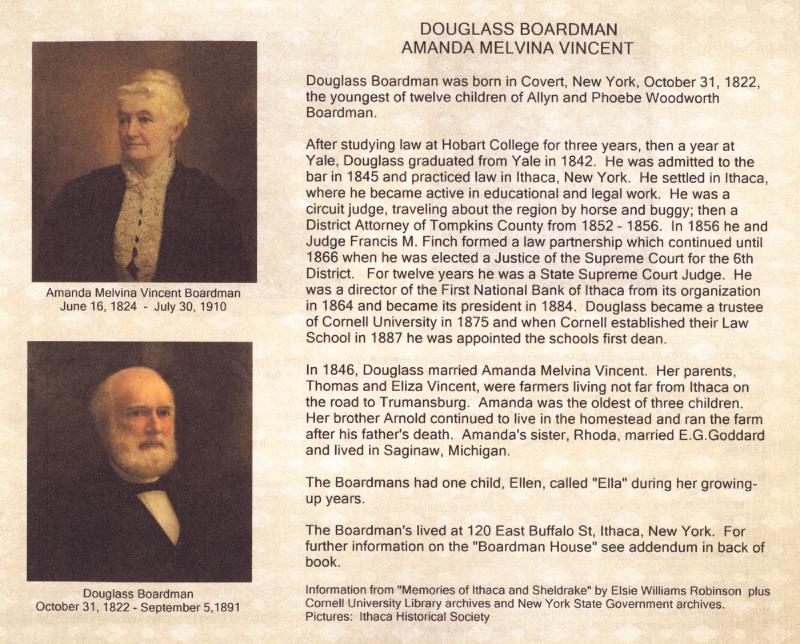 DOUGLASS BOARDMAN
AMANDA MELVINA VINCENT
Douglass Boardman was born in Covert, New York, October 31, 1822,
the youngest of twelve children of Allyn and Phoebe Woodworth
Boardman.
After studying law at Hobart College for three years, then a year at
Yale, Douglass graduated from Yale in 1842. He was admitted to the
bar in 1845 and practiced law in Ithaca, New York. He settled in Ithaca,
where he became active in educational and legal work. He was a
circuit judge, traveling about the region by horse and buggy; then a
District Attorney of Tompkins County from 1852 - 1856. In 1856 he and
Judge Francis M. Finch formed a law partnership which continued until
1866 when he was elected a Justice of the Supreme Court for the 6th
District. For twelve years he was a State Supreme Court Judge. He
was a director of the First National Bank of Ithaca from its organization
in 1864 and became its president in 1884. Douglass became a trustee
of Cornell University in 1875 and when Cornell established their Law
School in 1887 he was appointed the schools first dean.
In 1846, Douglass married Amanda Melvina Vincent. Her parents,
Thomas and Eliza Vincent, were farmers living not far from Ithaca on
the road to Trumansburg. Amanda was the oldest of three children.
Her brother Arnold continued to live in the homestead and ran the farm
after his father's death. Amanda's sister, Rhoda, married E.G.Goddard
and lived in Saginaw, Michigan.
The Boardmans had one child, Ellen, called "Ella" during her growing-
up years.
The Boardman's lived at 120 East Buffalo St, Ithaca, New York. For
further information on the "Boardman House" see addendum in back of
book.
Information from "Memories of Ithaca and Sheldrake" by Elsie Williams Robinson plus
Cornell University Library archives and New York State Government archives.
Pictures: Ithaca Historical Society
Amanda Melvina Vincent Boardman
June 16, 1824 - July 30, 1910
Douglass Boardman
October 31, 1822 - September 5,1891